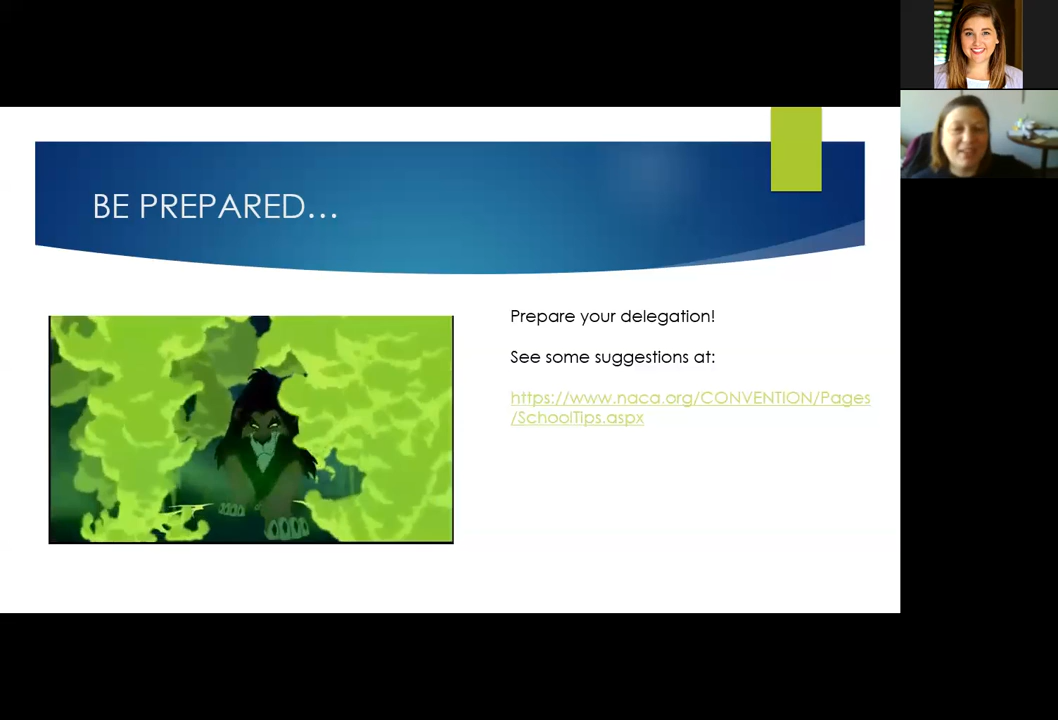 BE PREPARED…
Prepare your delegation!
See some suggestions at:
https://www.naca.org/CONVENTION/Pages
/SchoolTips.aspx